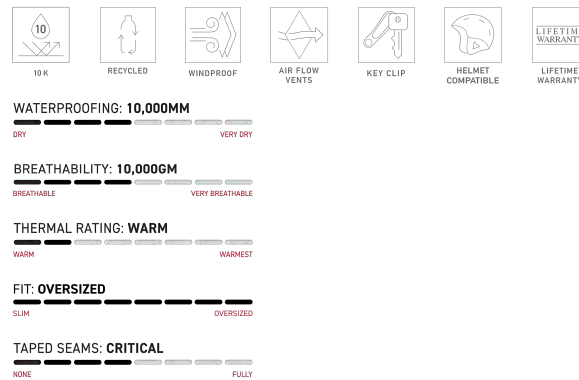 10
LIFETIM
WARRANT
10 K
RECYCLED
WINDPROOF
AIR FLOW
VENTS
KEY CLIP
HELMET
COMPATIBLE
LIFETIME
WARRANT
WATERPROOFING: 10,000MM
DRY
VERY DRY
BREATHABILITY: 10,000GM
BREATHABLE
VERY BREATHABLE
THERMAL RATING: WARM
WARM
WARMEST
FIT: OVERSIZED
SLIM
OVERSIZED
TAPED SEAMS: CRITICAL
NONE
FULLY